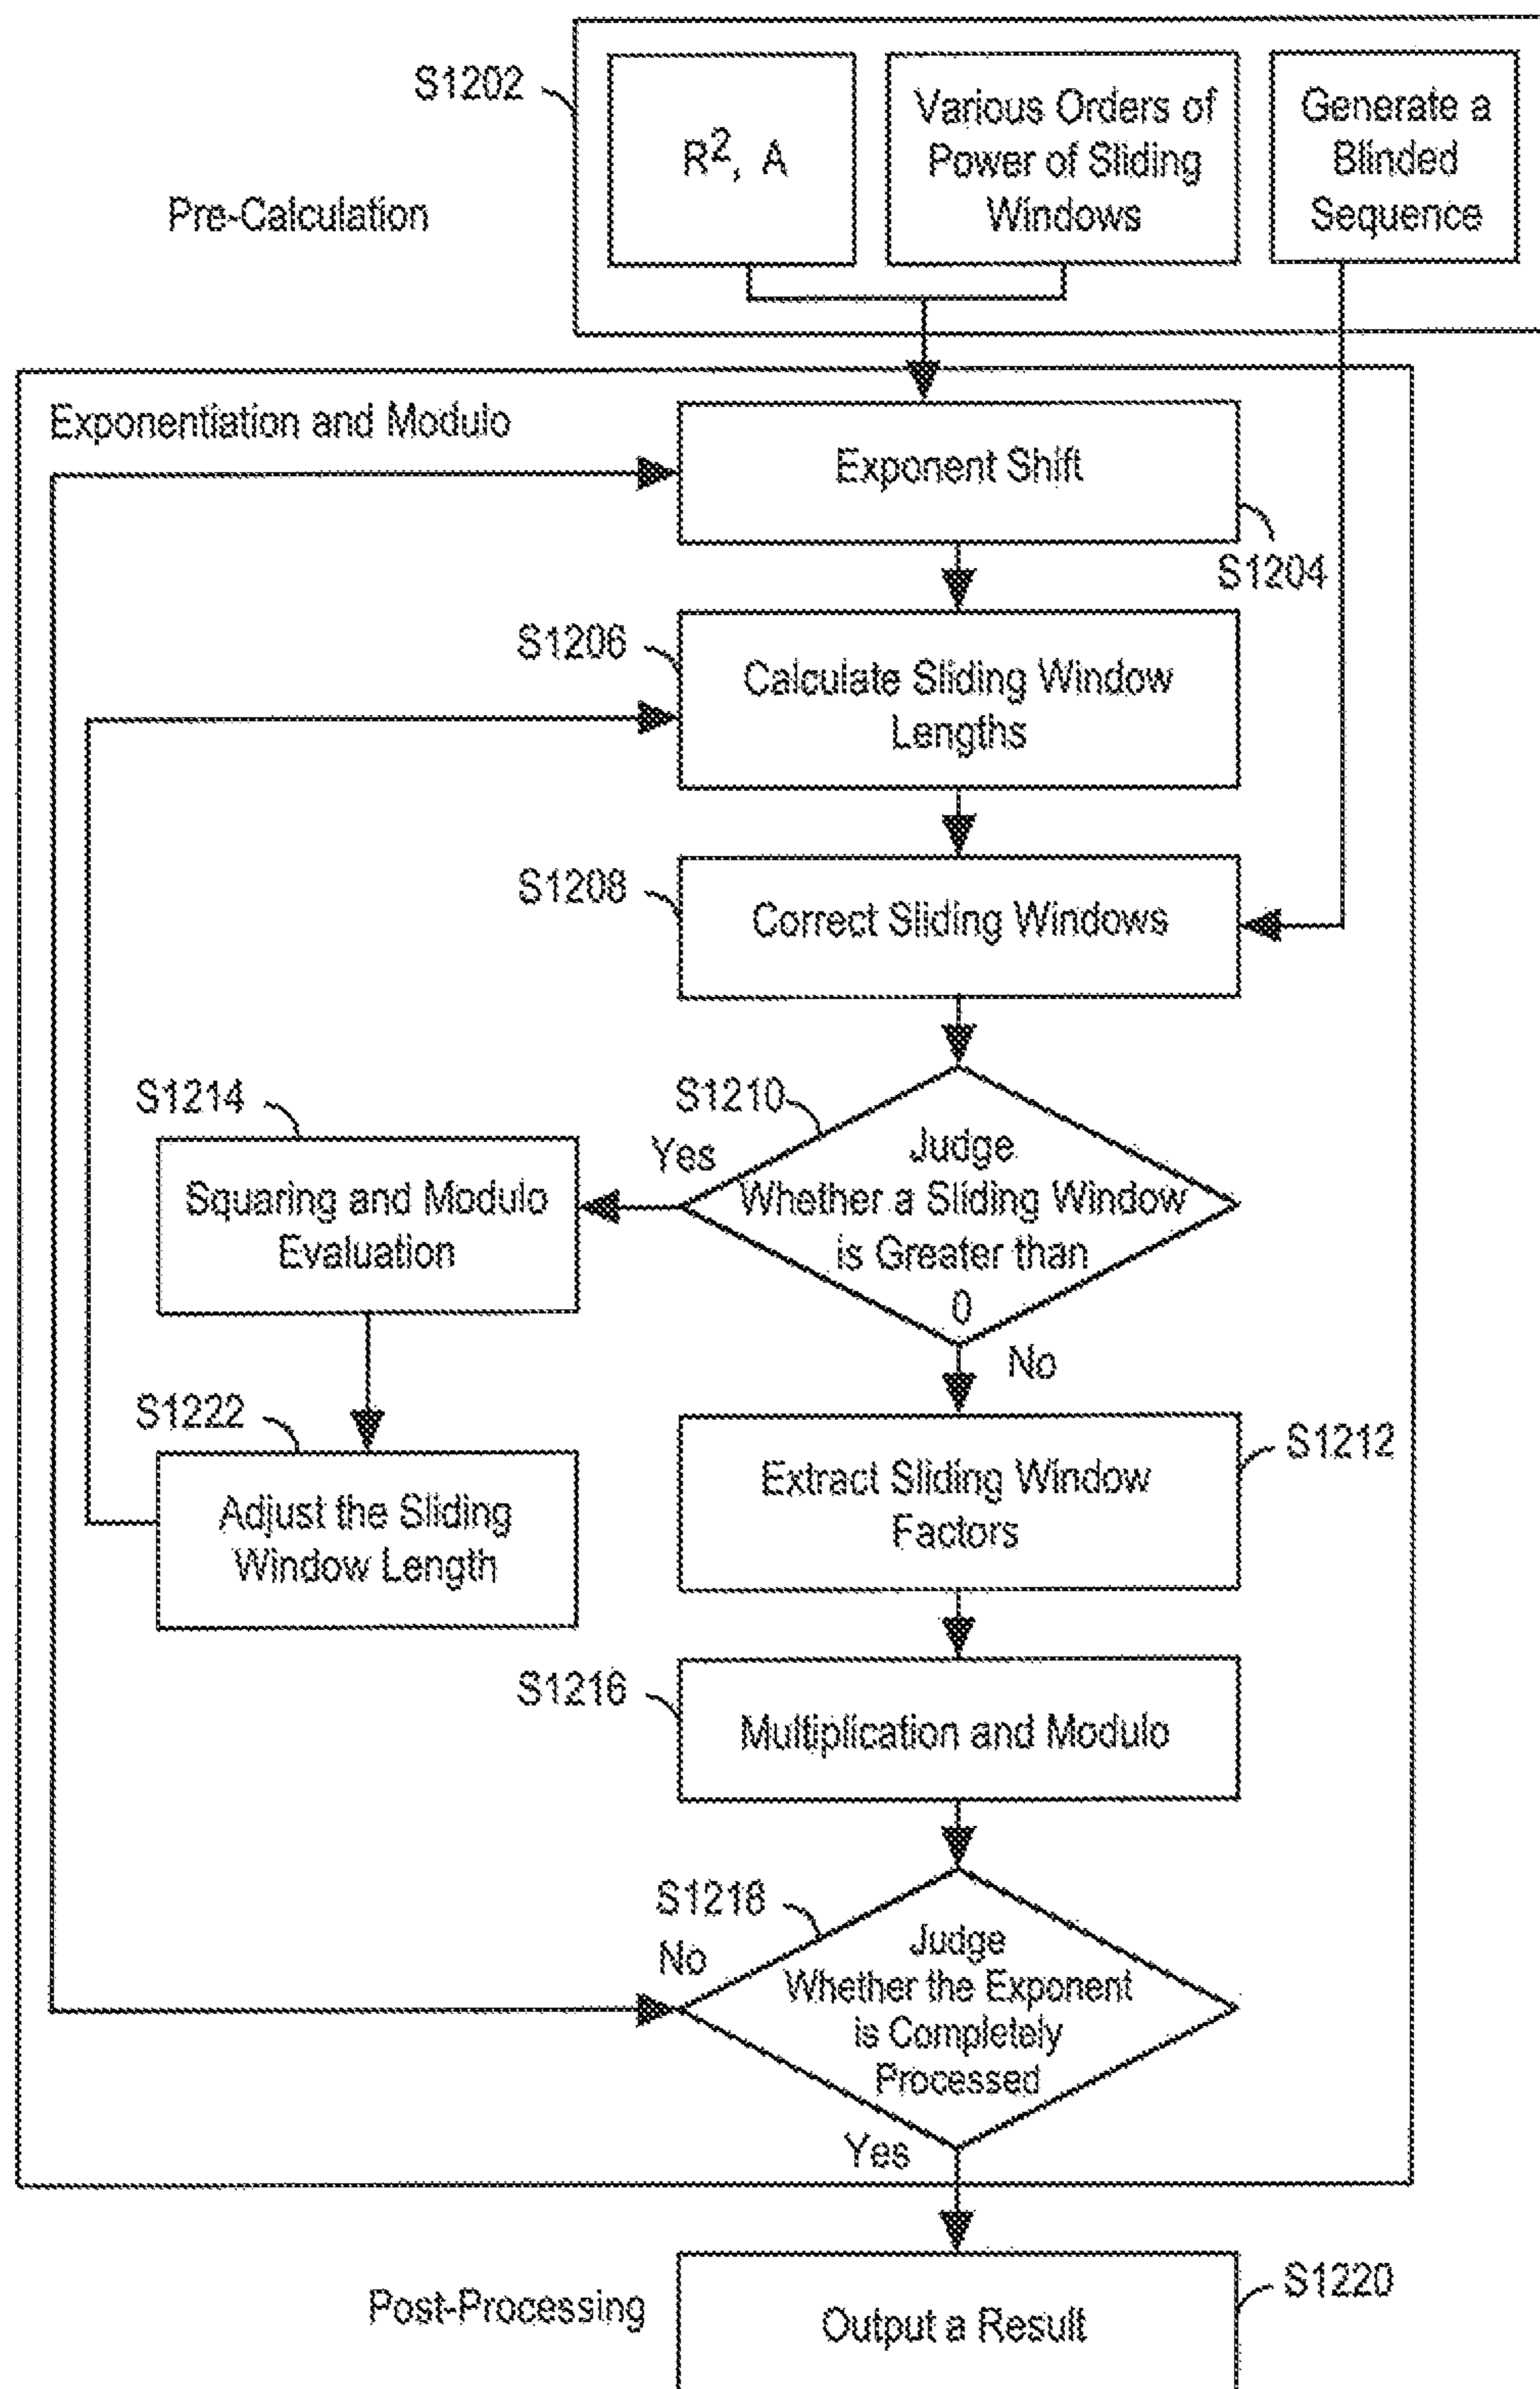 S1202
R2, A
Various Orders of
Power of Sliding
Windows
Generate a
Blinded
Sequence
Pre-Calculation
Exponentiation and Modulo
Exponent Shift
S1204
S1206
Calculate Sliding Window
Lengths
S1208
Correct Sliding Windows
S1214
S1210
Yes
Judge
Whether a Sliding Window
is Greater than
0
Squaring and Modulo
Evaluation
No
S1222
Adjust the Sliding
Window Length
Extract Sliding Window
Factors
S1212
S1216
Multiplication and Modulo
S1218
No
Judge
Whether the Exponent
is Completely
Processed
Yes
Post-Processing
Output a Result
S1220